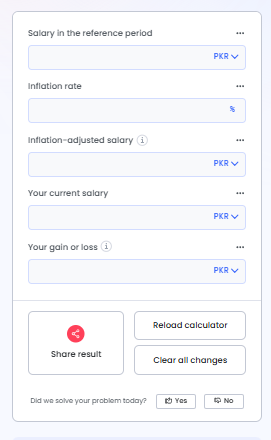 Salary in the reference period ...
PKR
Inflation rate ...
%
Inflation-adjusted salary i ...
PKR
Your current salary ...
PKR
Your gain or loss i ...
PKR
Share result
Reload calculator
Clear all changes
Did we solve your problem today? Yes No